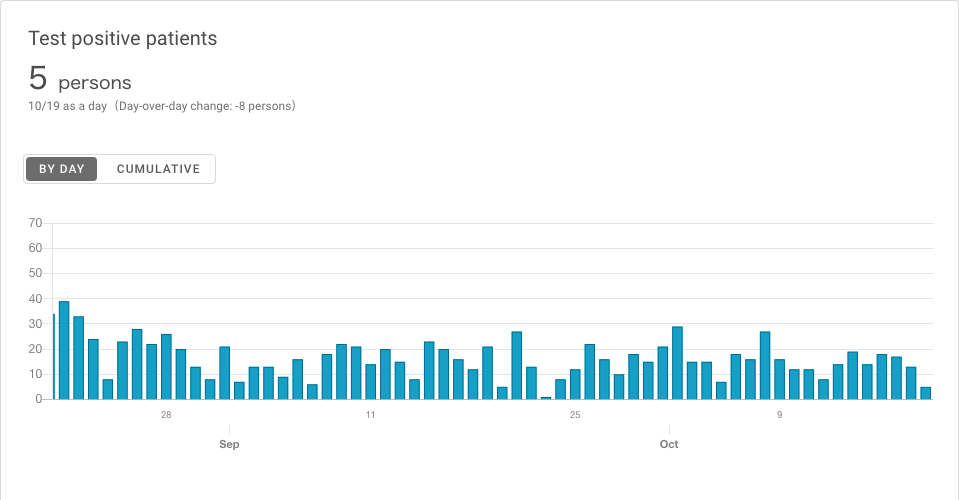 Test positive patients
5 persons
10/19 as a day（Day-over-day change: -8 persons）
BY DAY CUMULATIVE
70
60
50
40
30
20
10
0
28 11 25 9
Sep Oct